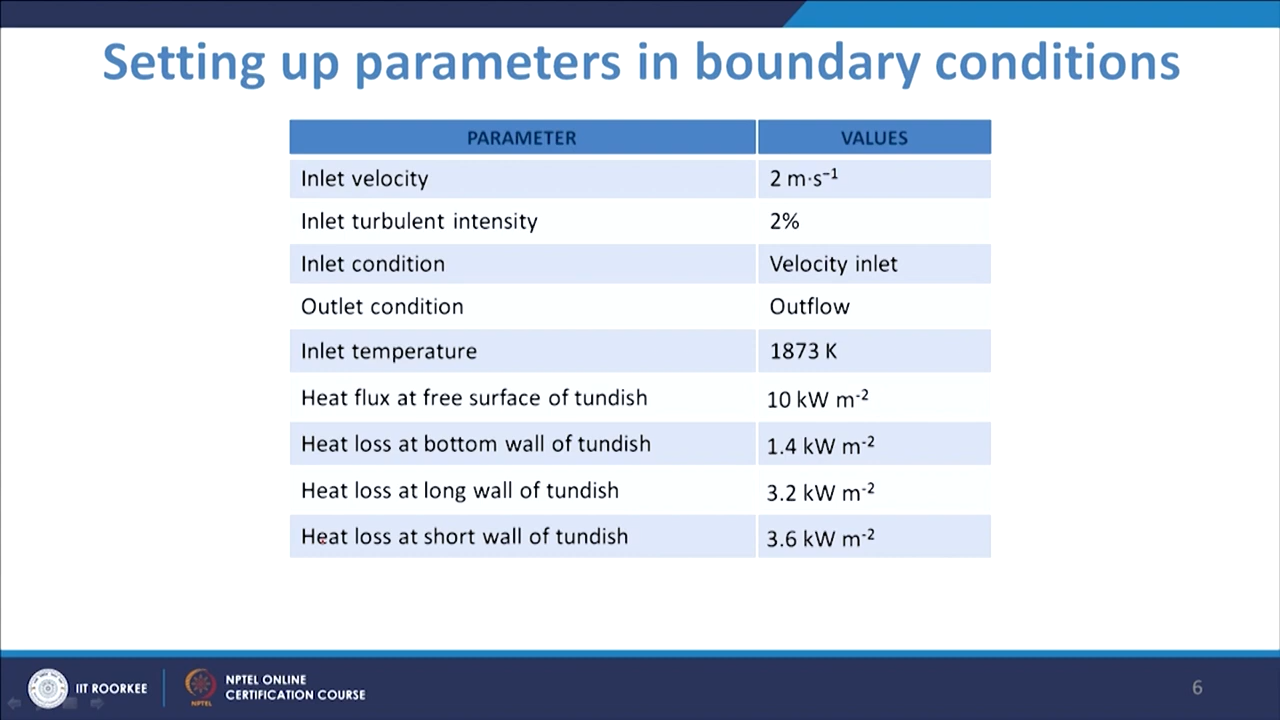 Setting up parameters in boundary conditions
PARAMETER VALUES
Inlet velocity 2 m·s⁻¹
Inlet turbulent intensity 2%
Inlet condition Velocity inlet
Outlet condition Outflow
Inlet temperature 1873 K
Heat flux at free surface of tundish 10 kW m⁻²
Heat loss at bottom wall of tundish 1.4 kW m⁻²
Heat loss at long wall of tundish 3.2 kW m⁻²
Heat loss at short wall of tundish 3.6 kW m⁻²
IIT ROORKEE
NPTEL
NPTEL ONLINE
CERTIFICATION COURSE
6